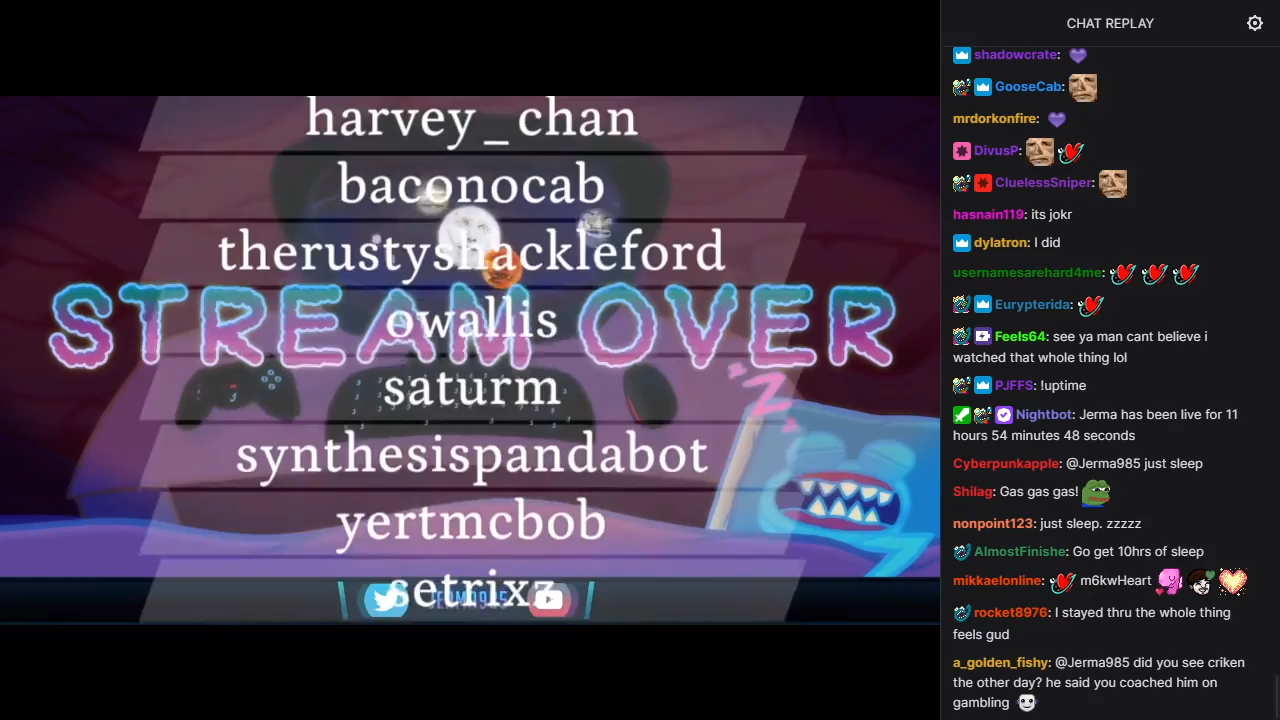 harvey_chan
baconocab
therustyshackleford
STREAM OVER
owallis
saturm
synthesispandabot
yertmcbob
setrixz
JERMA985
CHAT REPLAY
shadowcrate:
GooseCab:
mrdorkonfire:
DivusP:
CluelessSniper:
hasnain119: its jokr
dylatron: I did
usernamesarehard4me:
Eurypterida:
Feels64: see ya man cant believe i
watched that whole thing lol
PJFFS: !uptime
Nightbot: Jerma has been live for 11
hours 54 minutes 48 seconds
Cyberpunkapple: @Jerma985 just sleep
Shilag: Gas gas gas!
nonpoint123: just sleep. zzzzz
AlmostFinishe: Go get 10hrs of sleep
mikkaelonline: m6kwHeart
rocket8976: I stayed thru the whole thing
feels gud
a_golden_fishy: @Jerma985 did you see criken
the other day? he said you coached him on
gambling